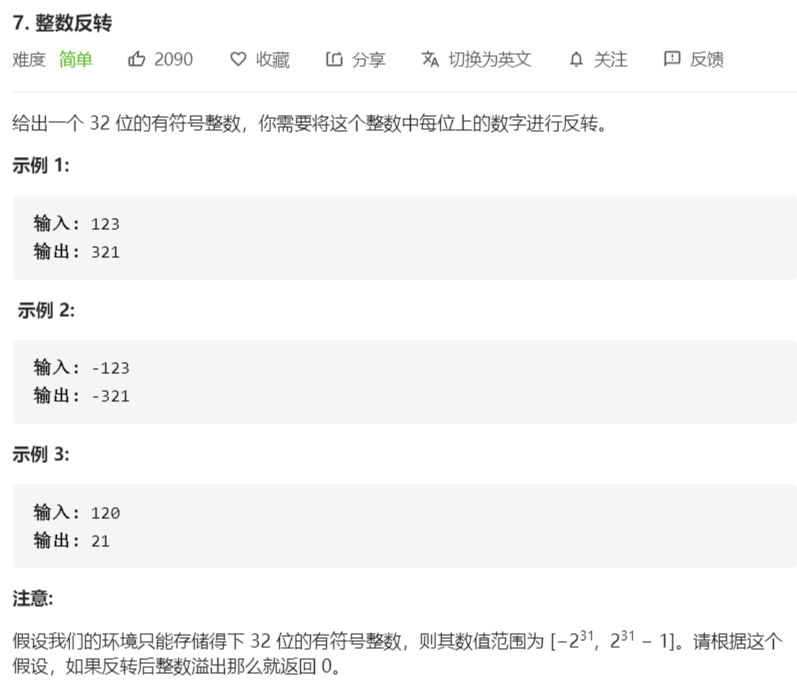 7. 整数反转
难度 简单 2090 收藏 分享 切换为英文 关注 反馈
给出一个 32 位的有符号整数，你需要将这个整数中每位上的数字进行反转。
示例 1:
输入: 123
输出: 321
示例 2:
输入: -123
输出: -321
示例 3:
输入: 120
输出: 21
注意:
假设我们的环境只能存储得下 32 位的有符号整数，则其数值范围为 [−2³¹, 2³¹ − 1]。请根据这个
假设，如果反转后整数溢出那么就返回 0。